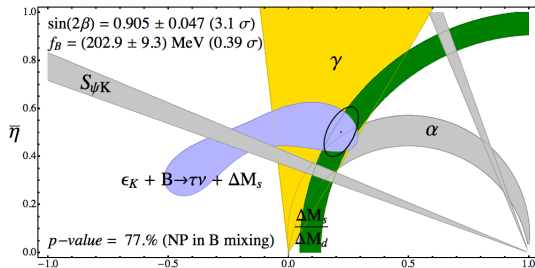 sin(2β) = 0.905 ± 0.047 (3.1 σ)
f_B = (202.9 ± 9.3) MeV (0.39 σ)
γ
S_ψK
α
ε_K + B→τν + ΔM_s
ΔM_s
ΔM_d
p-value = 77.% (NP in B mixing)
η̄
1.0
0.8
0.6
0.4
0.2
0.0
-1.0
-0.5
0.0
0.5
1.0